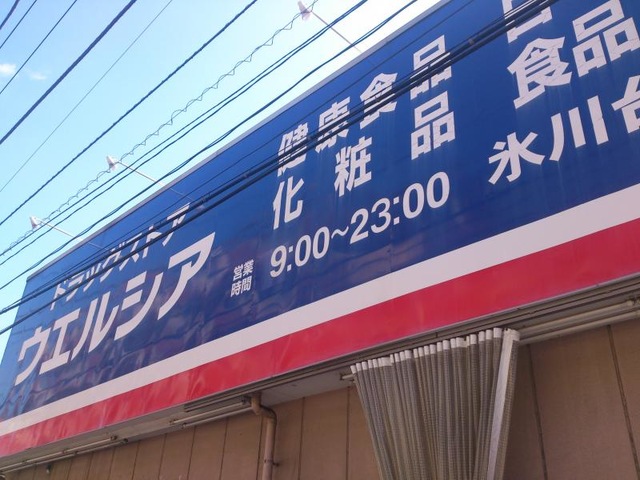 ドラッグストア
ウエルシア
健康食品
化粧品
営業
時間
9:00~23:00
食品
氷川台